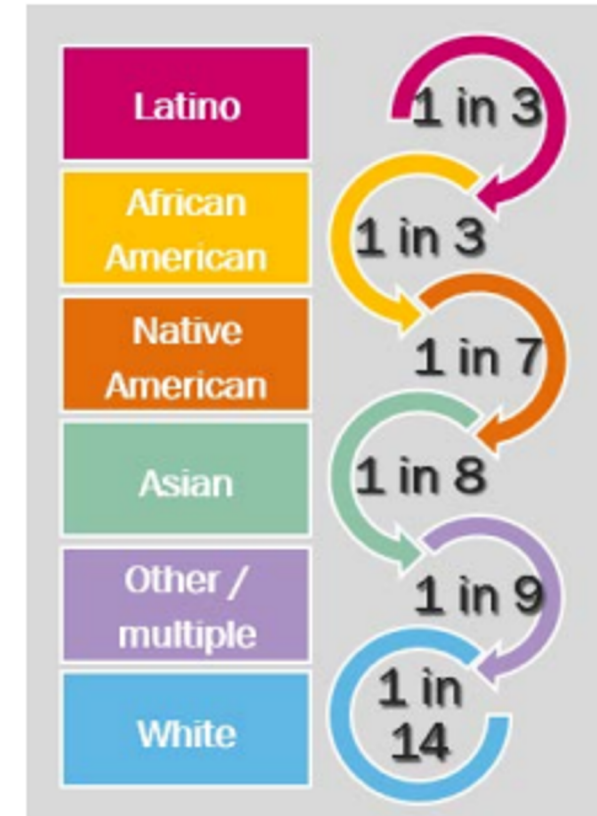 Latino
1 in 3
African
American
1 in 3
Native
American
1 in 7
Asian
1 in 8
Other /
multiple
1 in 9
White
1 in
14